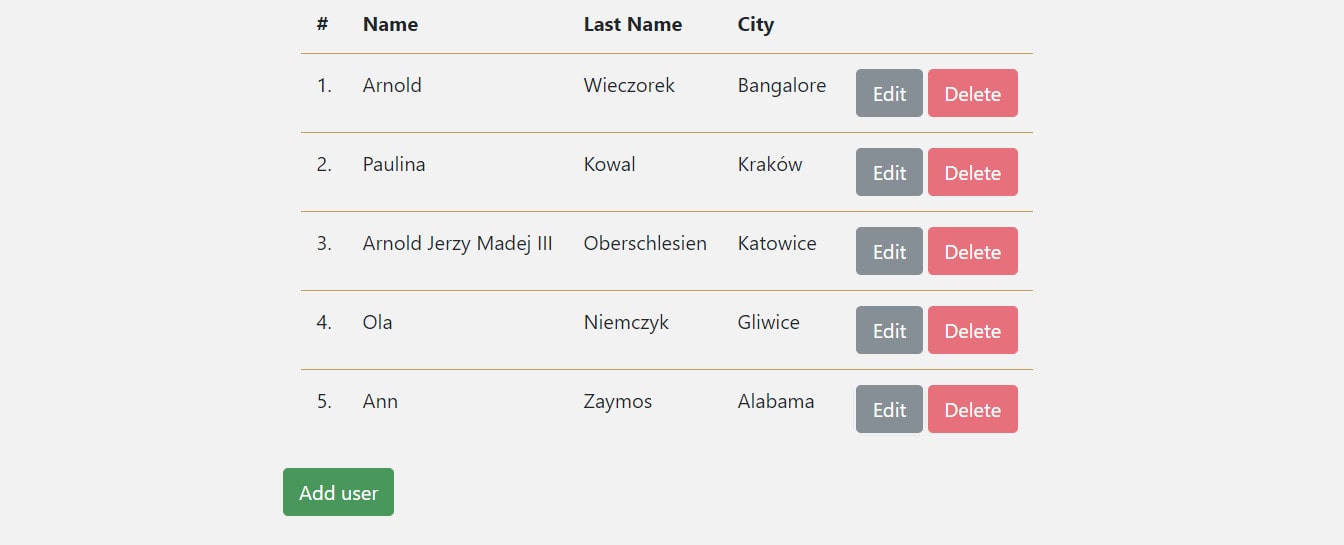 # Name Last Name City
1. Arnold Wieczorek Bangalore Edit Delete
2. Paulina Kowal Kraków Edit Delete
3. Arnold Jerzy Madej III Oberschlesien Katowice Edit Delete
4. Ola Niemczyk Gliwice Edit Delete
5. Ann Zaymos Alabama Edit Delete
Add user